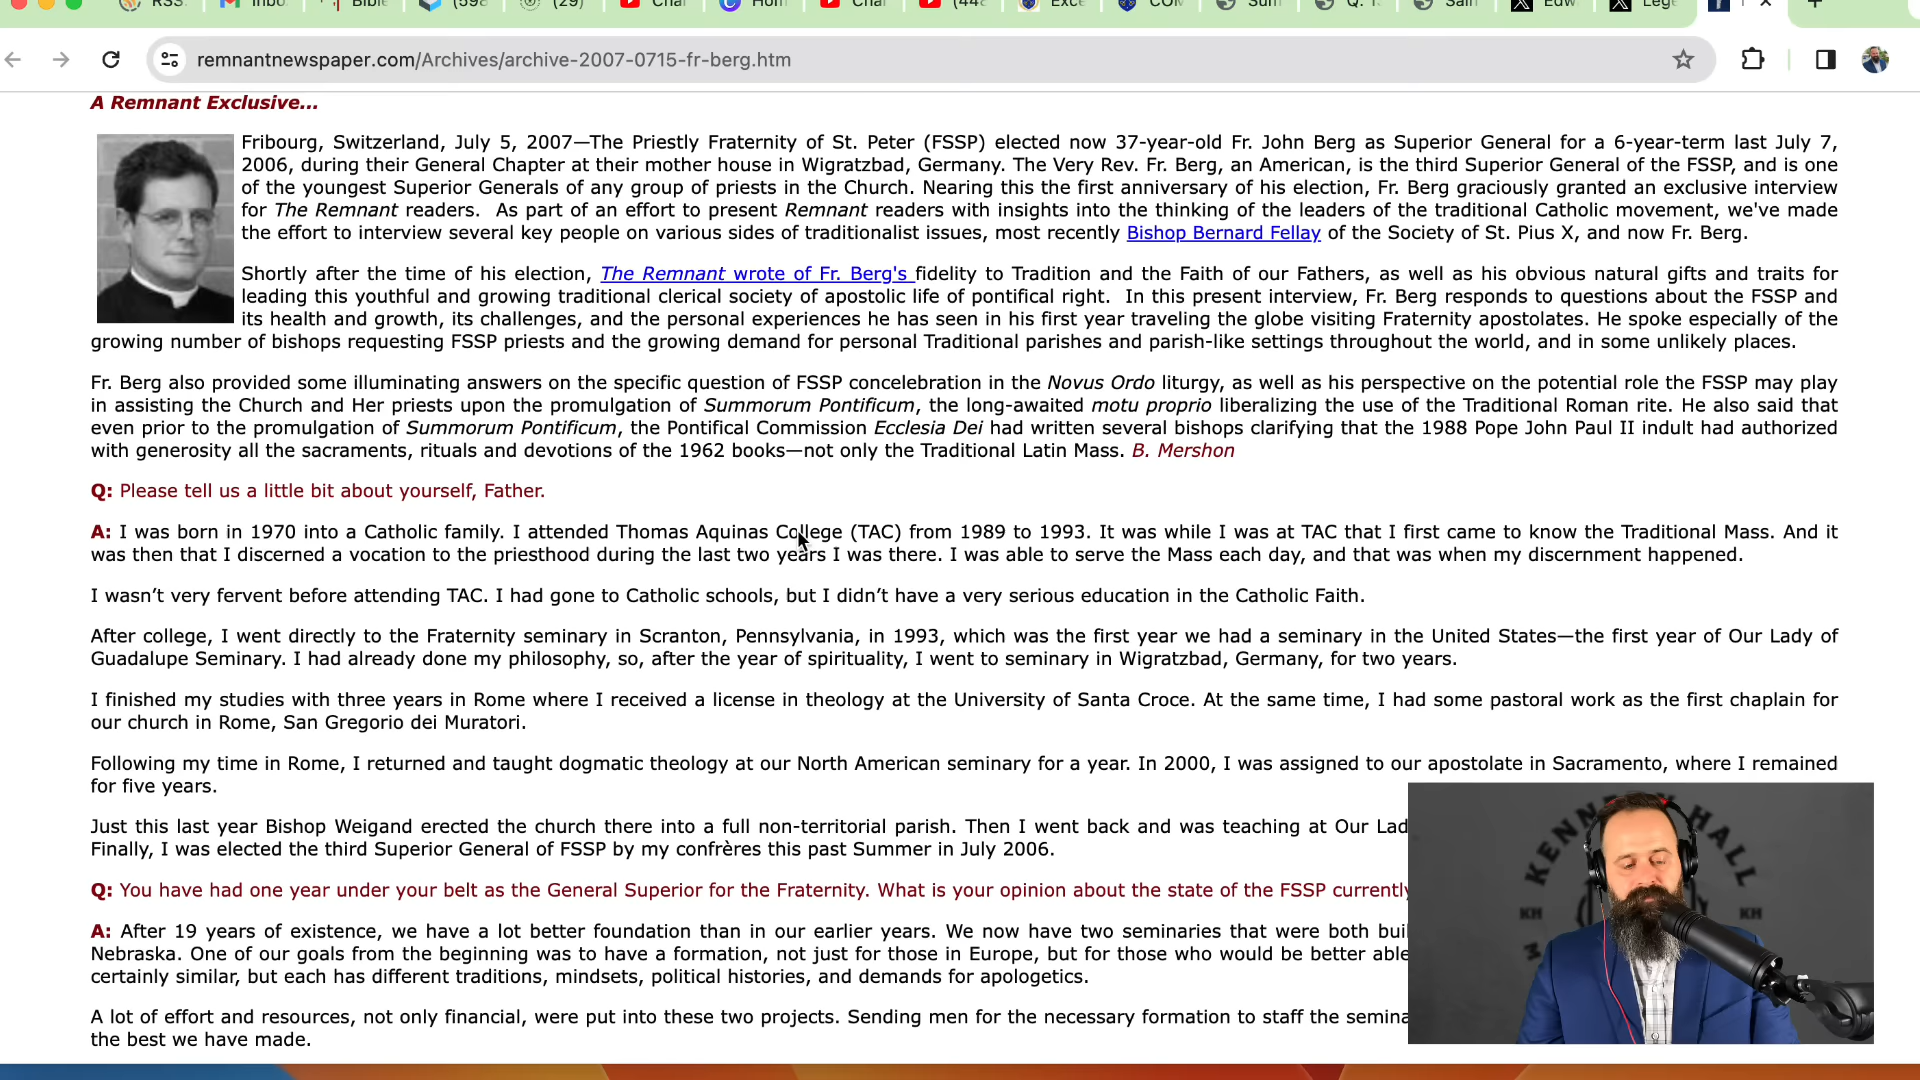 RSS
Inbo
Bible
(598
(29)
Chai
Hom
Chai
(448
Exce
COM
Sum
Q. 1
Sain
Edw
Lege
remnantnewspaper.com/Archives/archive-2007-0715-fr-berg.htm
A Remnant Exclusive...
Fribourg, Switzerland, July 5, 2007—The Priestly Fraternity of St. Peter (FSSP) elected now 37-year-old Fr. John Berg as Superior General for a 6-year-term last July 7,
2006, during their General Chapter at their mother house in Wigratzbad, Germany. The Very Rev. Fr. Berg, an American, is the third Superior General of the FSSP, and is one
of the youngest Superior Generals of any group of priests in the Church. Nearing this the first anniversary of his election, Fr. Berg graciously granted an exclusive interview
for The Remnant readers. As part of an effort to present Remnant readers with insights into the thinking of the leaders of the traditional Catholic movement, we've made
the effort to interview several key people on various sides of traditionalist issues, most recently Bishop Bernard Fellay of the Society of St. Pius X, and now Fr. Berg.
Shortly after the time of his election, The Remnant wrote of Fr. Berg's fidelity to Tradition and the Faith of our Fathers, as well as his obvious natural gifts and traits for
leading this youthful and growing traditional clerical society of apostolic life of pontifical right. In this present interview, Fr. Berg responds to questions about the FSSP and
its health and growth, its challenges, and the personal experiences he has seen in his first year traveling the globe visiting Fraternity apostolates. He spoke especially of the
growing number of bishops requesting FSSP priests and the growing demand for personal Traditional parishes and parish-like settings throughout the world, and in some unlikely places.
Fr. Berg also provided some illuminating answers on the specific question of FSSP concelebration in the Novus Ordo liturgy, as well as his perspective on the potential role the FSSP may play
in assisting the Church and Her priests upon the promulgation of Summorum Pontificum, the long-awaited motu proprio liberalizing the use of the Traditional Roman rite. He also said that
even prior to the promulgation of Summorum Pontificum, the Pontifical Commission Ecclesia Dei had written several bishops clarifying that the 1988 Pope John Paul II indult had authorized
with generosity all the sacraments, rituals and devotions of the 1962 books—not only the Traditional Latin Mass. B. Mershon
Q: Please tell us a little bit about yourself, Father.
A: I was born in 1970 into a Catholic family. I attended Thomas Aquinas College (TAC) from 1989 to 1993. It was while I was at TAC that I first came to know the Traditional Mass. And it
was then that I discerned a vocation to the priesthood during the last two years I was there. I was able to serve the Mass each day, and that was when my discernment happened.
I wasn't very fervent before attending TAC. I had gone to Catholic schools, but I didn't have a very serious education in the Catholic Faith.
After college, I went directly to the Fraternity seminary in Scranton, Pennsylvania, in 1993, which was the first year we had a seminary in the United States—the first year of Our Lady of
Guadalupe Seminary. I had already done my philosophy, so, after the year of spirituality, I went to seminary in Wigratzbad, Germany, for two years.
I finished my studies with three years in Rome where I received a license in theology at the University of Santa Croce. At the same time, I had some pastoral work as the first chaplain for
our church in Rome, San Gregorio dei Muratori.
Following my time in Rome, I returned and taught dogmatic theology at our North American seminary for a year. In 2000, I was assigned to our apostolate in Sacramento, where I remained
for five years.
Just this last year Bishop Weigand erected the church there into a full non-territorial parish. Then I went back and was teaching at Our Lad
Finally, I was elected the third Superior General of FSSP by my confrères this past Summer in July 2006.
Q: You have had one year under your belt as the General Superior for the Fraternity. What is your opinion about the state of the FSSP currently
A: After 19 years of existence, we have a lot better foundation than in our earlier years. We now have two seminaries that were both buil
Nebraska. One of our goals from the beginning was to have a formation, not just for those in Europe, but for those who would be better able
certainly similar, but each has different traditions, mindsets, political histories, and demands for apologetics.
A lot of effort and resources, not only financial, were put into these two projects. Sending men for the necessary formation to staff the semina
the best we have made.
KENNEDY HALL
KH
KH